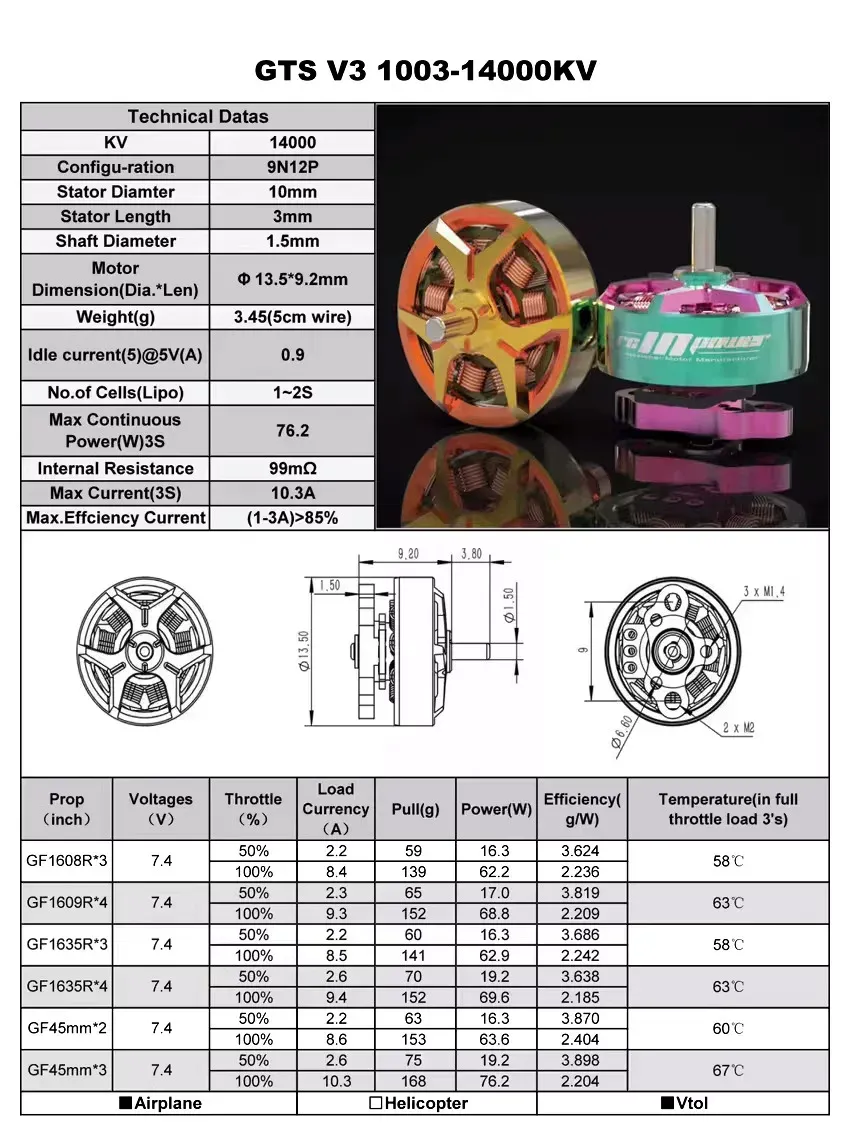 GTS V3 1003-14000KV
Technical Datas
KV 14000
Configu-ration 9N12P
Stator Diamter 10mm
Stator Length 3mm
Shaft Diameter 1.5mm
Motor
Dimension(Dia.*Len) Φ 13.5*9.2mm
Weight(g) 3.45(5cm wire)
Idle current(5)@5V(A) 0.9
No.of Cells(Lipo) 1~2S
Max Continuous
Power(W)3S 76.2
Internal Resistance 99mΩ
Max Current(3S) 10.3A
Max.Effciency Current (1-3A)>85%
rc INpower
9.20 3.80
1.50
Ø1.50
Ø13.50
3 x M1.4
9
2 x M2
Ø6.60
Prop
（inch） Voltages
（V） Throttle
（%） Load
Currency
（A） Pull(g) Power(W) Efficiency(
g/W) Temperature(in full
throttle load 3's)
GF1608R*3 7.4 50% 2.2 59 16.3 3.624 58℃
100% 8.4 139 62.2 2.236
GF1609R*4 7.4 50% 2.3 65 17.0 3.819 63℃
100% 9.3 152 68.8 2.209
GF1635R*3 7.4 50% 2.2 60 16.3 3.686 58℃
100% 8.5 141 62.9 2.242
GF1635R*4 7.4 50% 2.6 70 19.2 3.638 63℃
100% 9.4 152 69.6 2.185
GF45mm*2 7.4 50% 2.2 63 16.3 3.870 60℃
100% 8.6 153 63.6 2.404
GF45mm*3 7.4 50% 2.6 75 19.2 3.898 67℃
100% 10.3 168 76.2 2.204
■Airplane □Helicopter ■Vtol